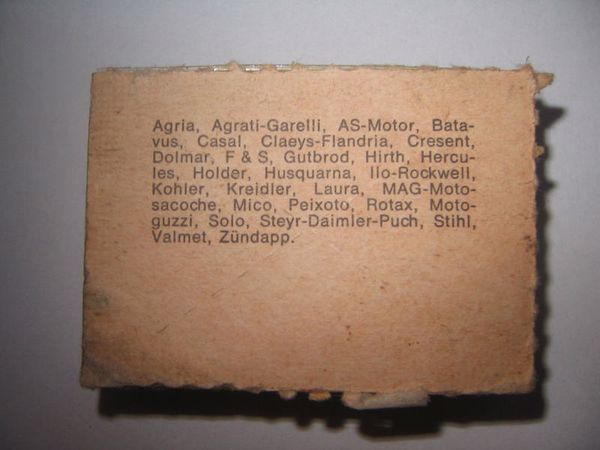 Agria, Agrati-Garelli, AS-Motor, Bata-
vus, Casal, Claeys-Flandria, Cresent,
Dolmar, F & S, Gutbrod, Hirth, Hercu-
les, Holder, Husquarna, Ilo-Rockwell,
Kohler, Kreidler, Laura, MAG-Moto-
sacoche, Mico, Peixoto, Rotax, Moto-
guzzi, Solo, Steyr-Daimler-Puch, Stihl,
Valmet, Zündapp.